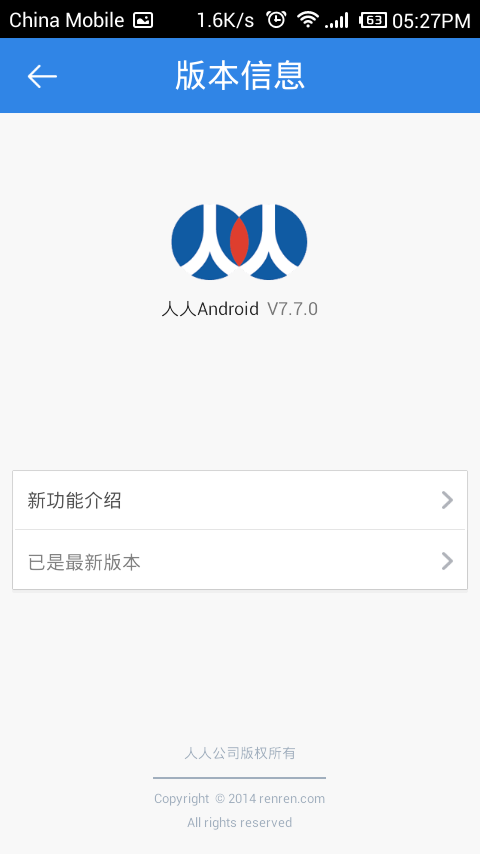 China Mobile 1.6K/s 63 05:27PM
版本信息
人人
人人Android V7.7.0
新功能介绍
已是最新版本
人人公司版权所有
Copyright © 2014 renren.com
All rights reserved